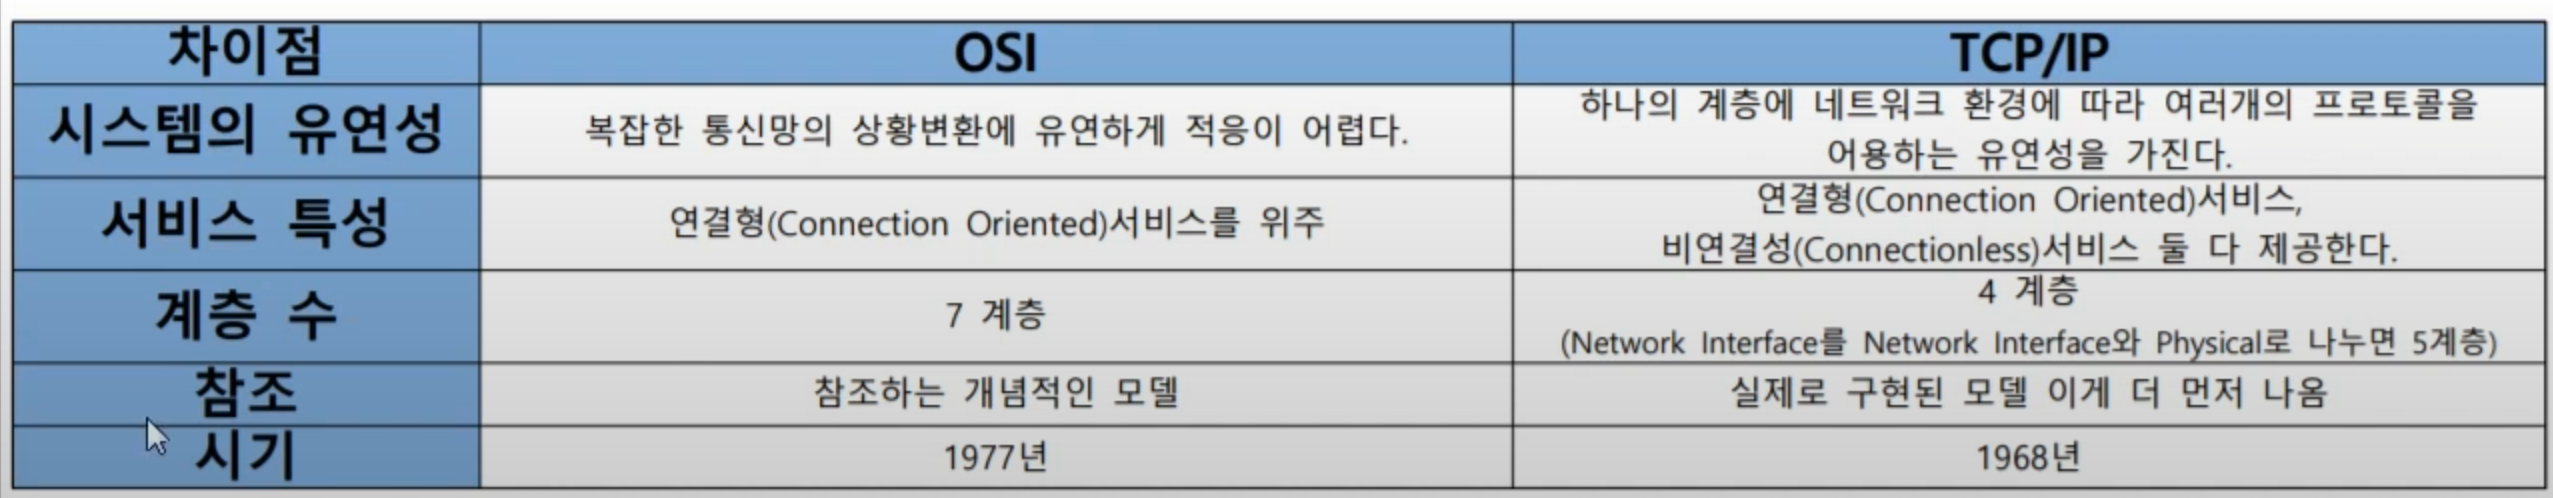 차이점 OSI TCP/IP
시스템의 유연성 복잡한 통신망의 상황변환에 유연하게 적응이 어렵다. 하나의 계층에 네트워크 환경에 따라 여러개의 프로토콜을
어용하는 유연성을 가진다.
서비스 특성 연결형(Connection Oriented)서비스를 위주 연결형(Connection Oriented)서비스,
비연결성(Connectionless)서비스 둘 다 제공한다.
계층 수 7 계층 4 계층
(Network Interface를 Network Interface와 Physical로 나누면 5계층)
참조 참조하는 개념적인 모델 실제로 구현된 모델 이게 더 먼저 나옴
시기 1977년 1968년